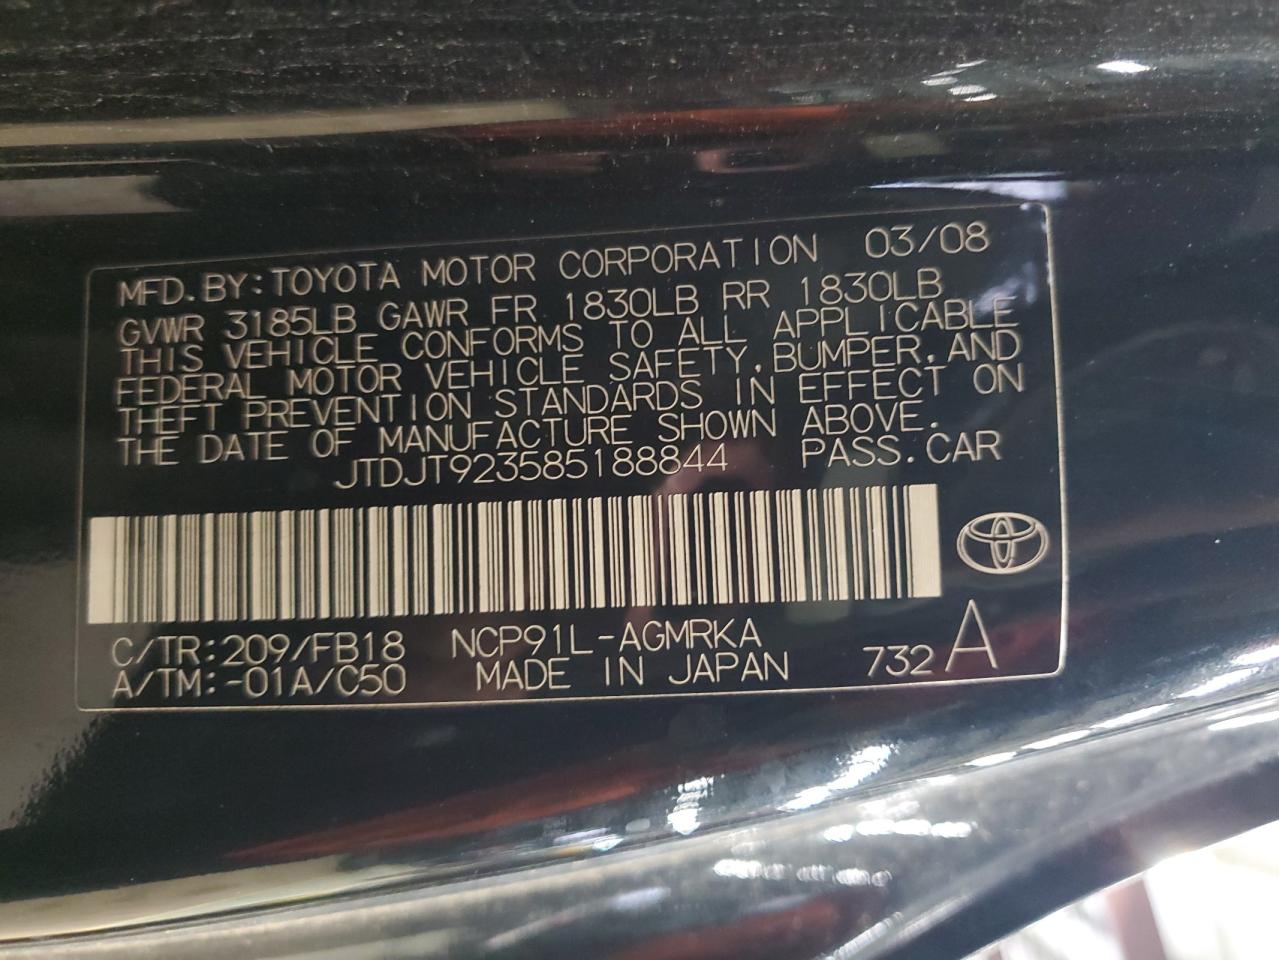 MFD.BY:TOYOTA MOTOR CORPORATION 03/08
GVWR 3185LB GAWR FR 1830LB RR 1830LB
THIS VEHICLE CONFORMS TO ALL APPLICABLE
FEDERAL MOTOR VEHICLE SAFETY,BUMPER,AND
THEFT PREVENTION STANDARDS IN EFFECT ON
THE DATE OF MANUFACTURE SHOWN ABOVE.
JTDJT923585188844 PASS.CAR
C/TR:209/FB18 NCP91L-AGMRKA
A/TM:-01A/C50 MADE IN JAPAN 732 A